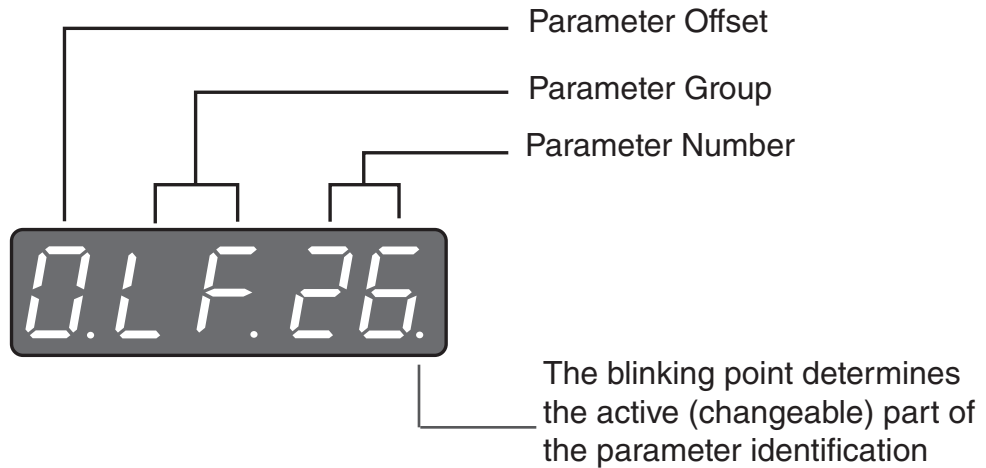 Parameter Offset
Parameter Group
Parameter Number
0.LF.26.
The blinking point determines
the active (changeable) part of
the parameter identification